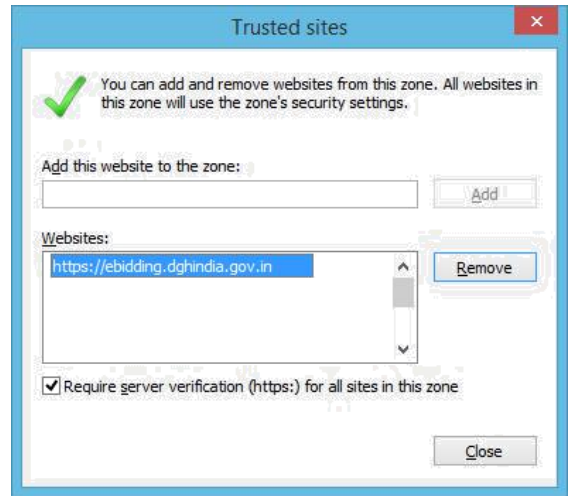 Trusted sites
x
You can add and remove websites from this zone. All websites in
this zone will use the zone's security settings.
Add this website to the zone:
Add
Websites:
https://ebidding.dghindia.gov.in
Remove
Require server verification (https:) for all sites in this zone
Close